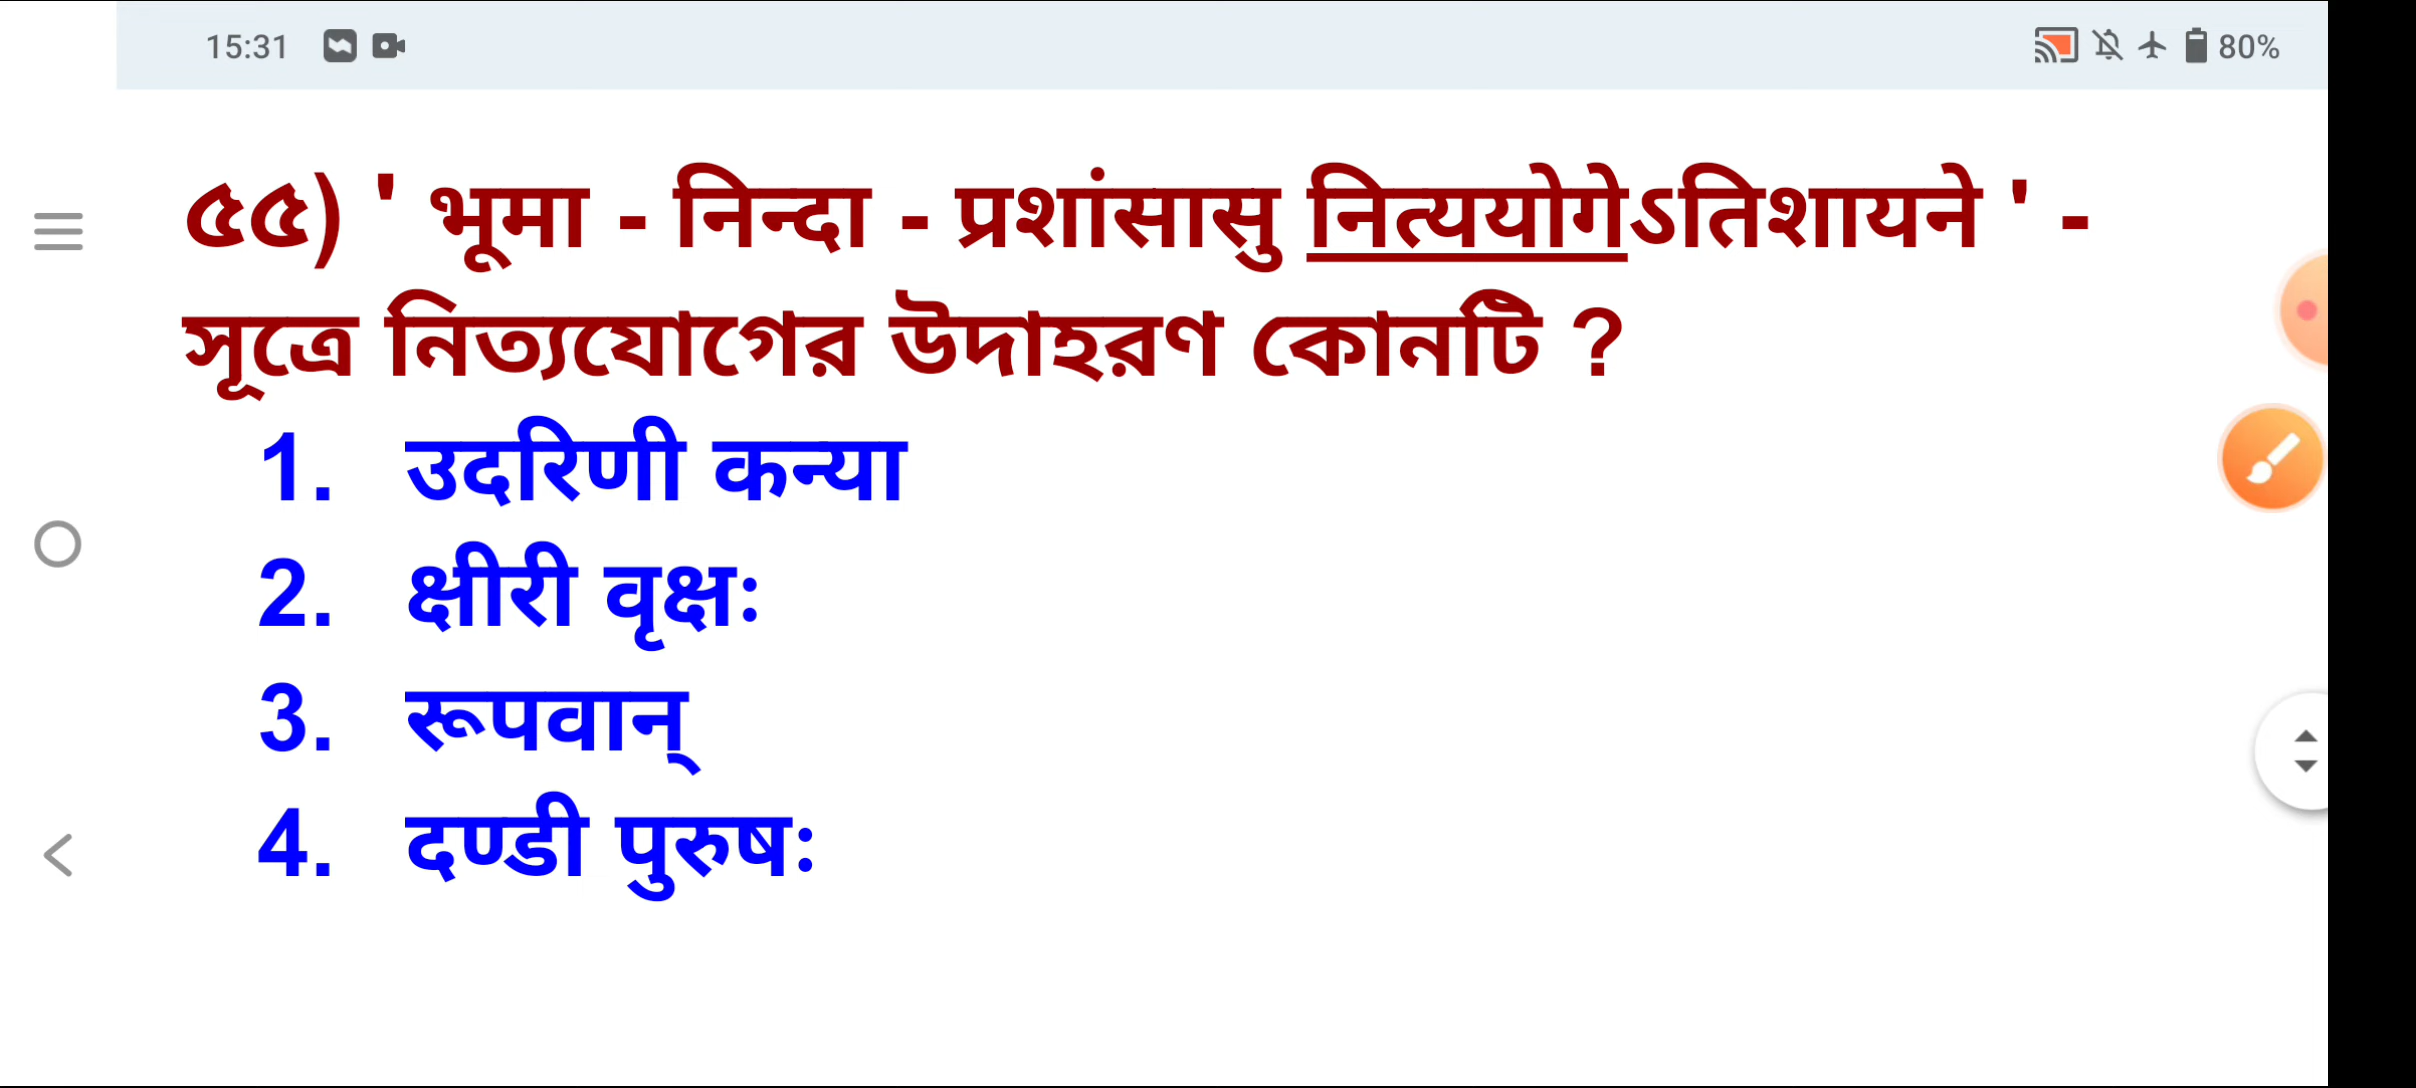 15:31 80%
৫৫) ' भूमा - निन्दा - प्रशांसासु नित्ययोगेऽतिशायने ' -
সূত্রে নিত্যযোগের উদাহরণ কোনটি ?
1. उदरिणी कन्या
2. क्षीरी वृक्षः
3. रूपवान्
4. दण्डी पुरुषः